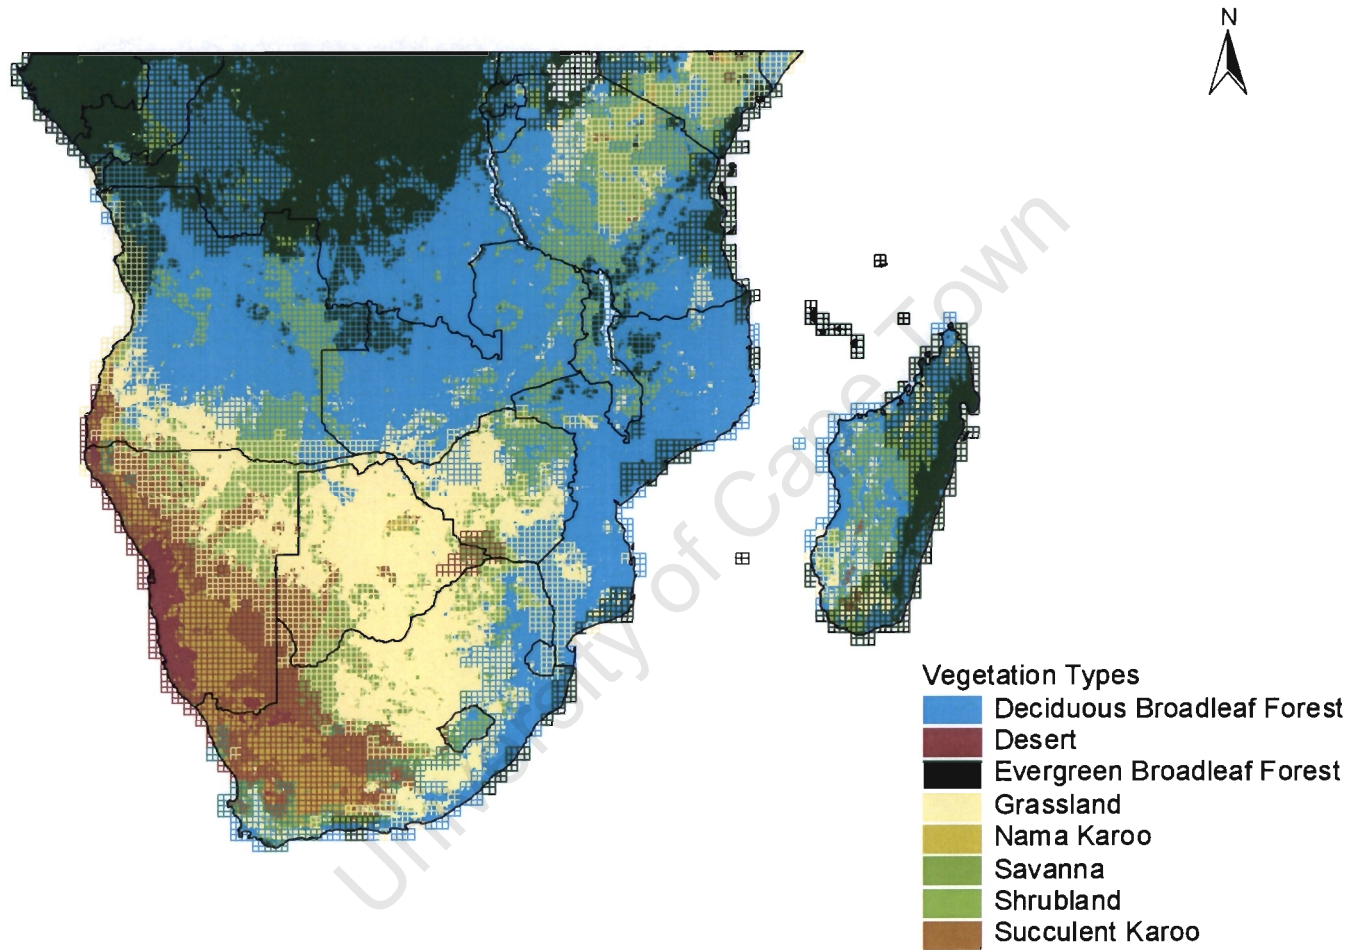 N
University of Cape Town
Vegetation Types
Deciduous Broadleaf Forest
Desert
Evergreen Broadleaf Forest
Grassland
Nama Karoo
Savanna
Shrubland
Succulent Karoo